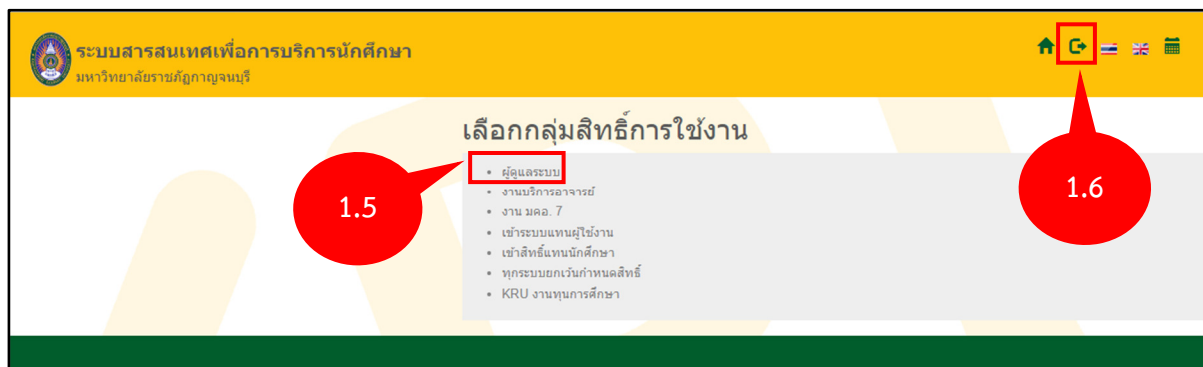 ระบบสารสนเทศเพื่อการบริการนักศึกษา
มหาวิทยาลัยราชภัฏกาญจนบุรี
เลือกกลุ่มสิทธิ์การใช้งาน
ผู้ดูแลระบบ
งานบริการอาจารย์
งาน มคอ. 7
เข้าระบบแทนผู้ใช้งาน
เข้าสิทธิ์แทนนักศึกษา
ทุกระบบยกเว้นกำหนดสิทธิ์
KRU งานทุนการศึกษา
1.5
1.6